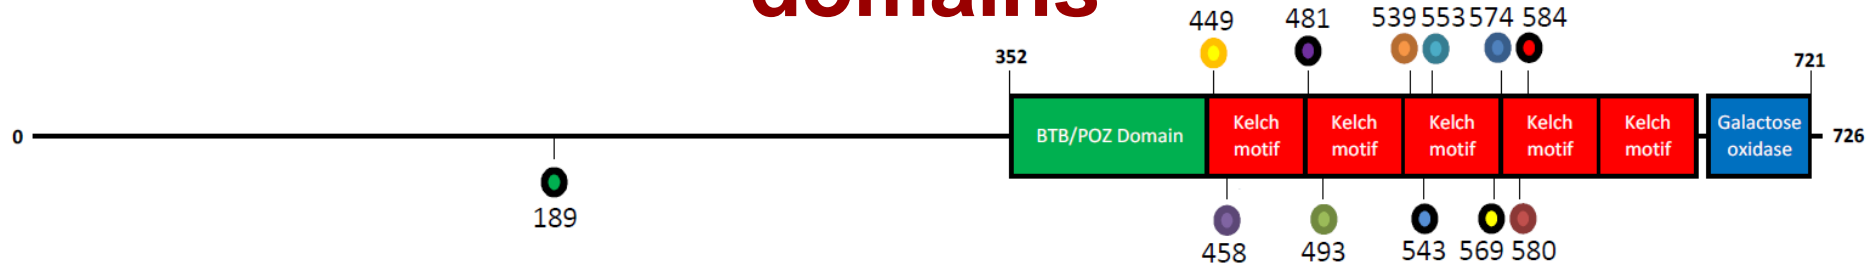 domains
449 481 539 553 574 584
352 721
0 BTB/POZ Domain Kelch motif Kelch motif Kelch motif Kelch motif Kelch motif Galactose oxidase 726
189
458 493 543 569 580